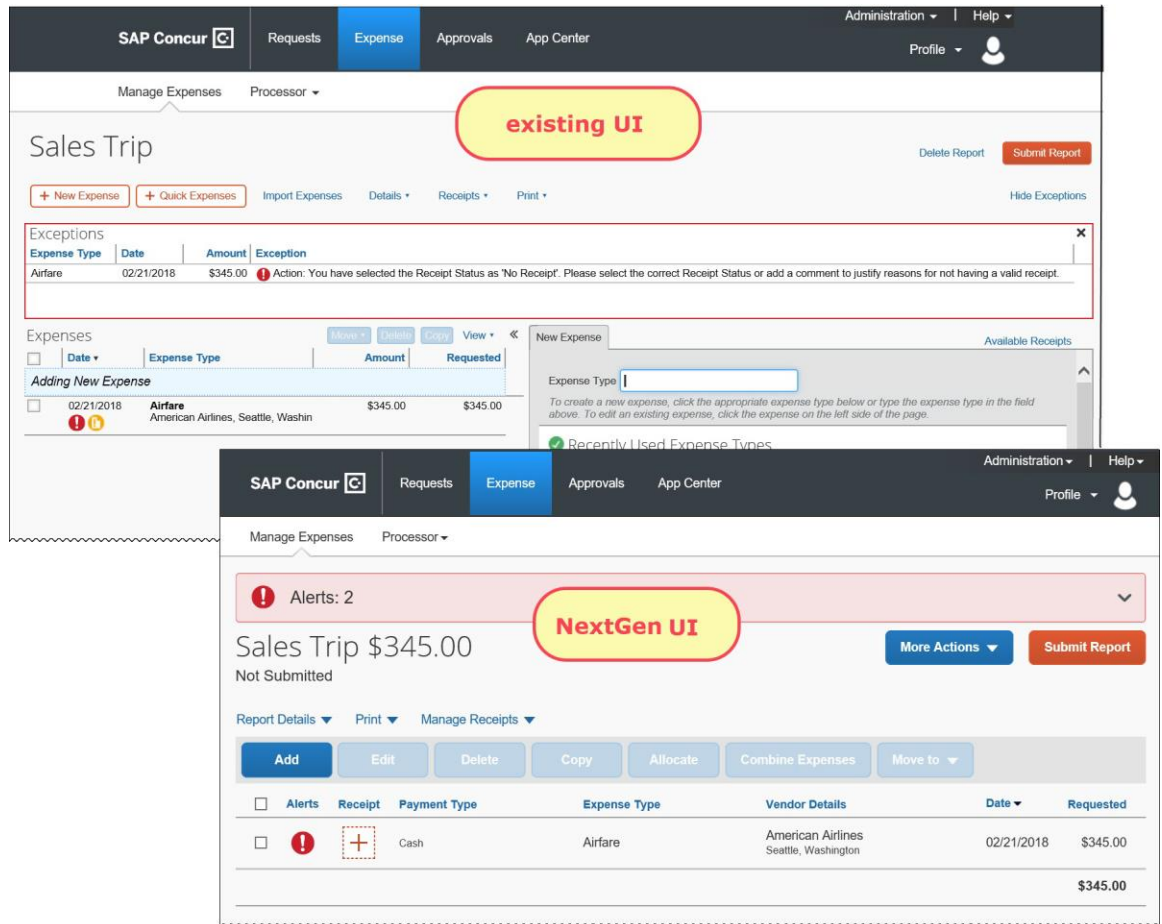 Administration | Help
SAP Concur C Requests Expense Approvals App Center
Profile
Manage Expenses Processor
existing UI
Sales Trip
Delete Report Submit Report
+ New Expense + Quick Expenses Import Expenses Details Receipts Print Hide Exceptions
Exceptions x
Expense Type Date Amount Exception
Airfare 02/21/2018 $345.00 Action: You have selected the Receipt Status as 'No Receipt'. Please select the correct Receipt Status or add a comment to justify reasons for not having a valid receipt.
Expenses Move Delete Copy View « New Expense Available Receipts
Date Expense Type Amount Requested
Adding New Expense
Expense Type
02/21/2018 Airfare $345.00 $345.00
American Airlines, Seattle, Washin
To create a new expense, click the appropriate expense type below or type the expense type in the field
above. To edit an existing expense, click the expense on the left side of the page.
Recently Used Expense Types
Administration | Help
SAP Concur C Requests Expense Approvals App Center
Profile
Manage Expenses Processor
Alerts: 2
NextGen UI
Sales Trip $345.00
More Actions Submit Report
Not Submitted
Report Details Print Manage Receipts
Add Edit Delete Copy Allocate Combine Expenses Move to
Alerts Receipt Payment Type Expense Type Vendor Details Date Requested
Cash Airfare American Airlines 02/21/2018 $345.00
Seattle, Washington
$345.00